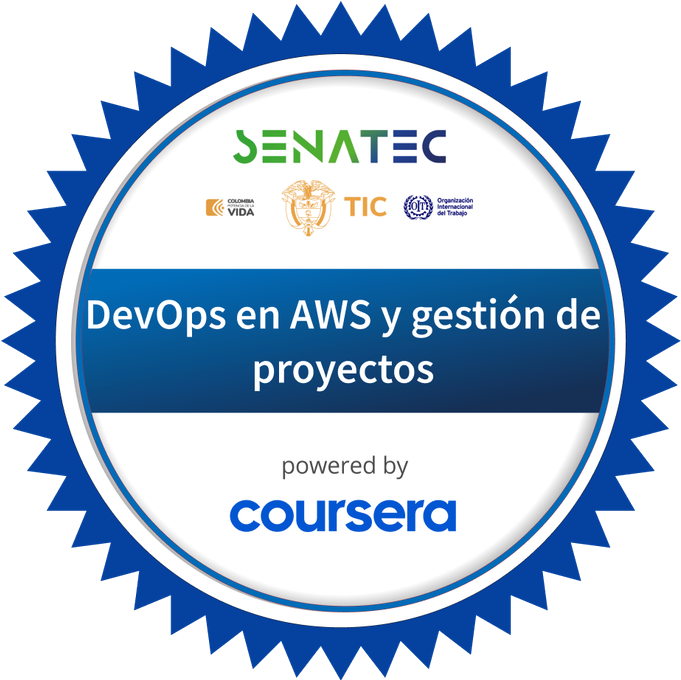 SENATEC
COLOMBIA
POTENCIA DE LA
VIDA
TIC
OIT
Organización
Internacional
del Trabajo
DevOps en AWS y gestión de
proyectos
powered by
coursera